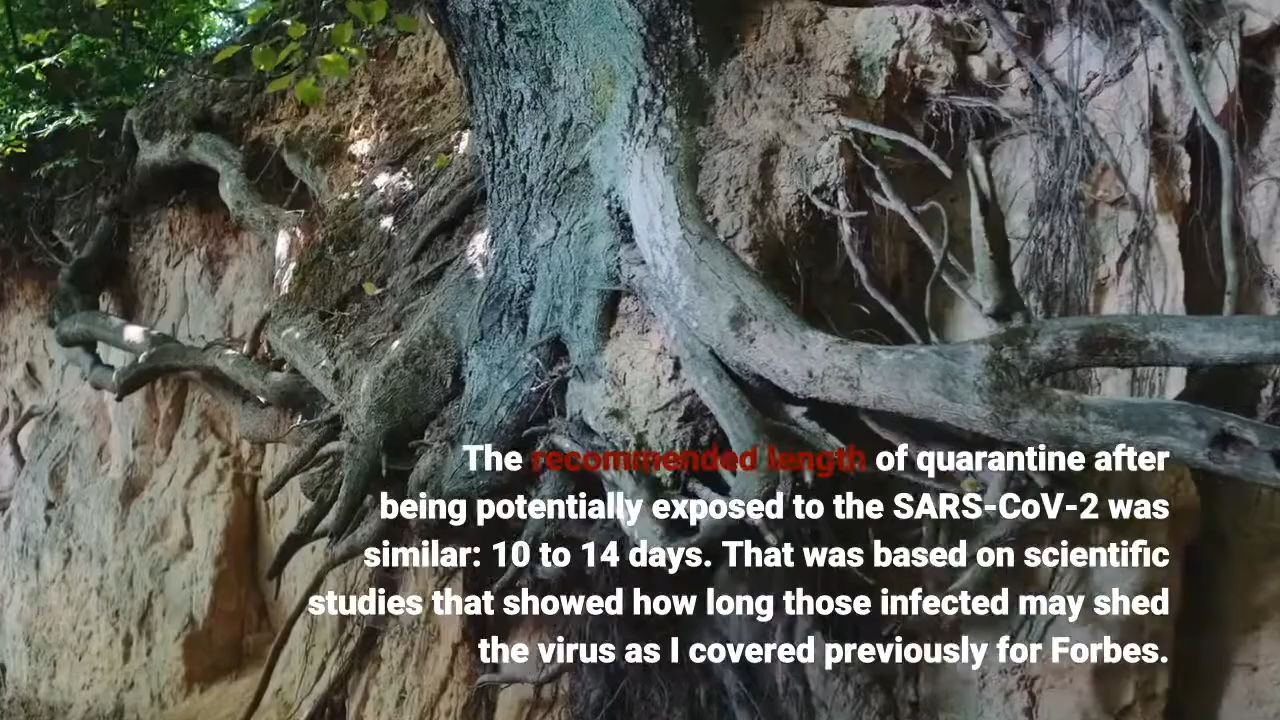 The recommended length of quarantine after
being potentially exposed to the SARS-CoV-2 was
similar: 10 to 14 days. That was based on scientific
studies that showed how long those infected may shed
the virus as I covered previously for Forbes.